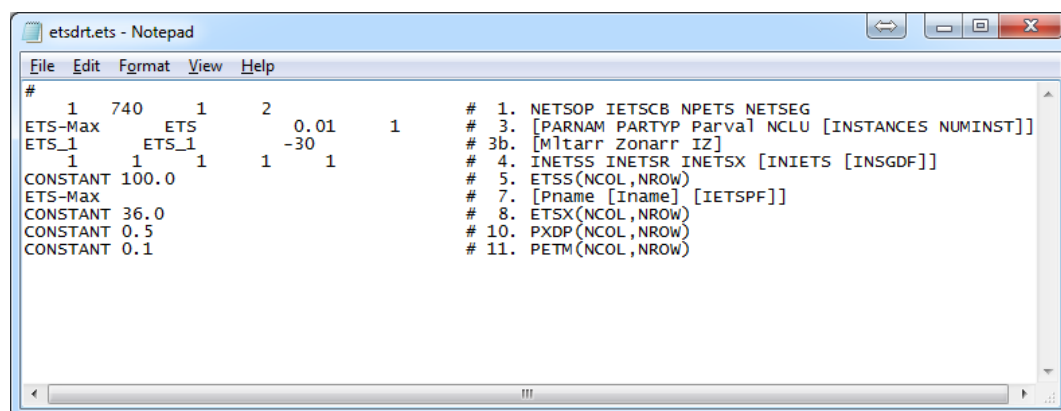 etsdrt.ets - Notepad
File Edit Format View Help
#
1 740 1 2 # 1. NETSOP IETSCB NPETS NETSEG
ETS-Max ETS 0.01 1 # 3. [PARNAM PARTYP Parval NCLU [INSTANCES NUMINST]]
ETS_1 ETS_1 -30 # 3b. [Mltarr Zonarr IZ]
1 1 1 1 1 # 4. INETSS INETSR INETSX [INIETS [INSGDF]]
CONSTANT 100.0 # 5. ETSS(NCOL,NROW)
ETS-Max # 7. [Pname [Iname] [IETSPF]]
CONSTANT 36.0 # 8. ETSX(NCOL,NROW)
CONSTANT 0.5 # 10. PXDP(NCOL,NROW)
CONSTANT 0.1 # 11. PETM(NCOL,NROW)